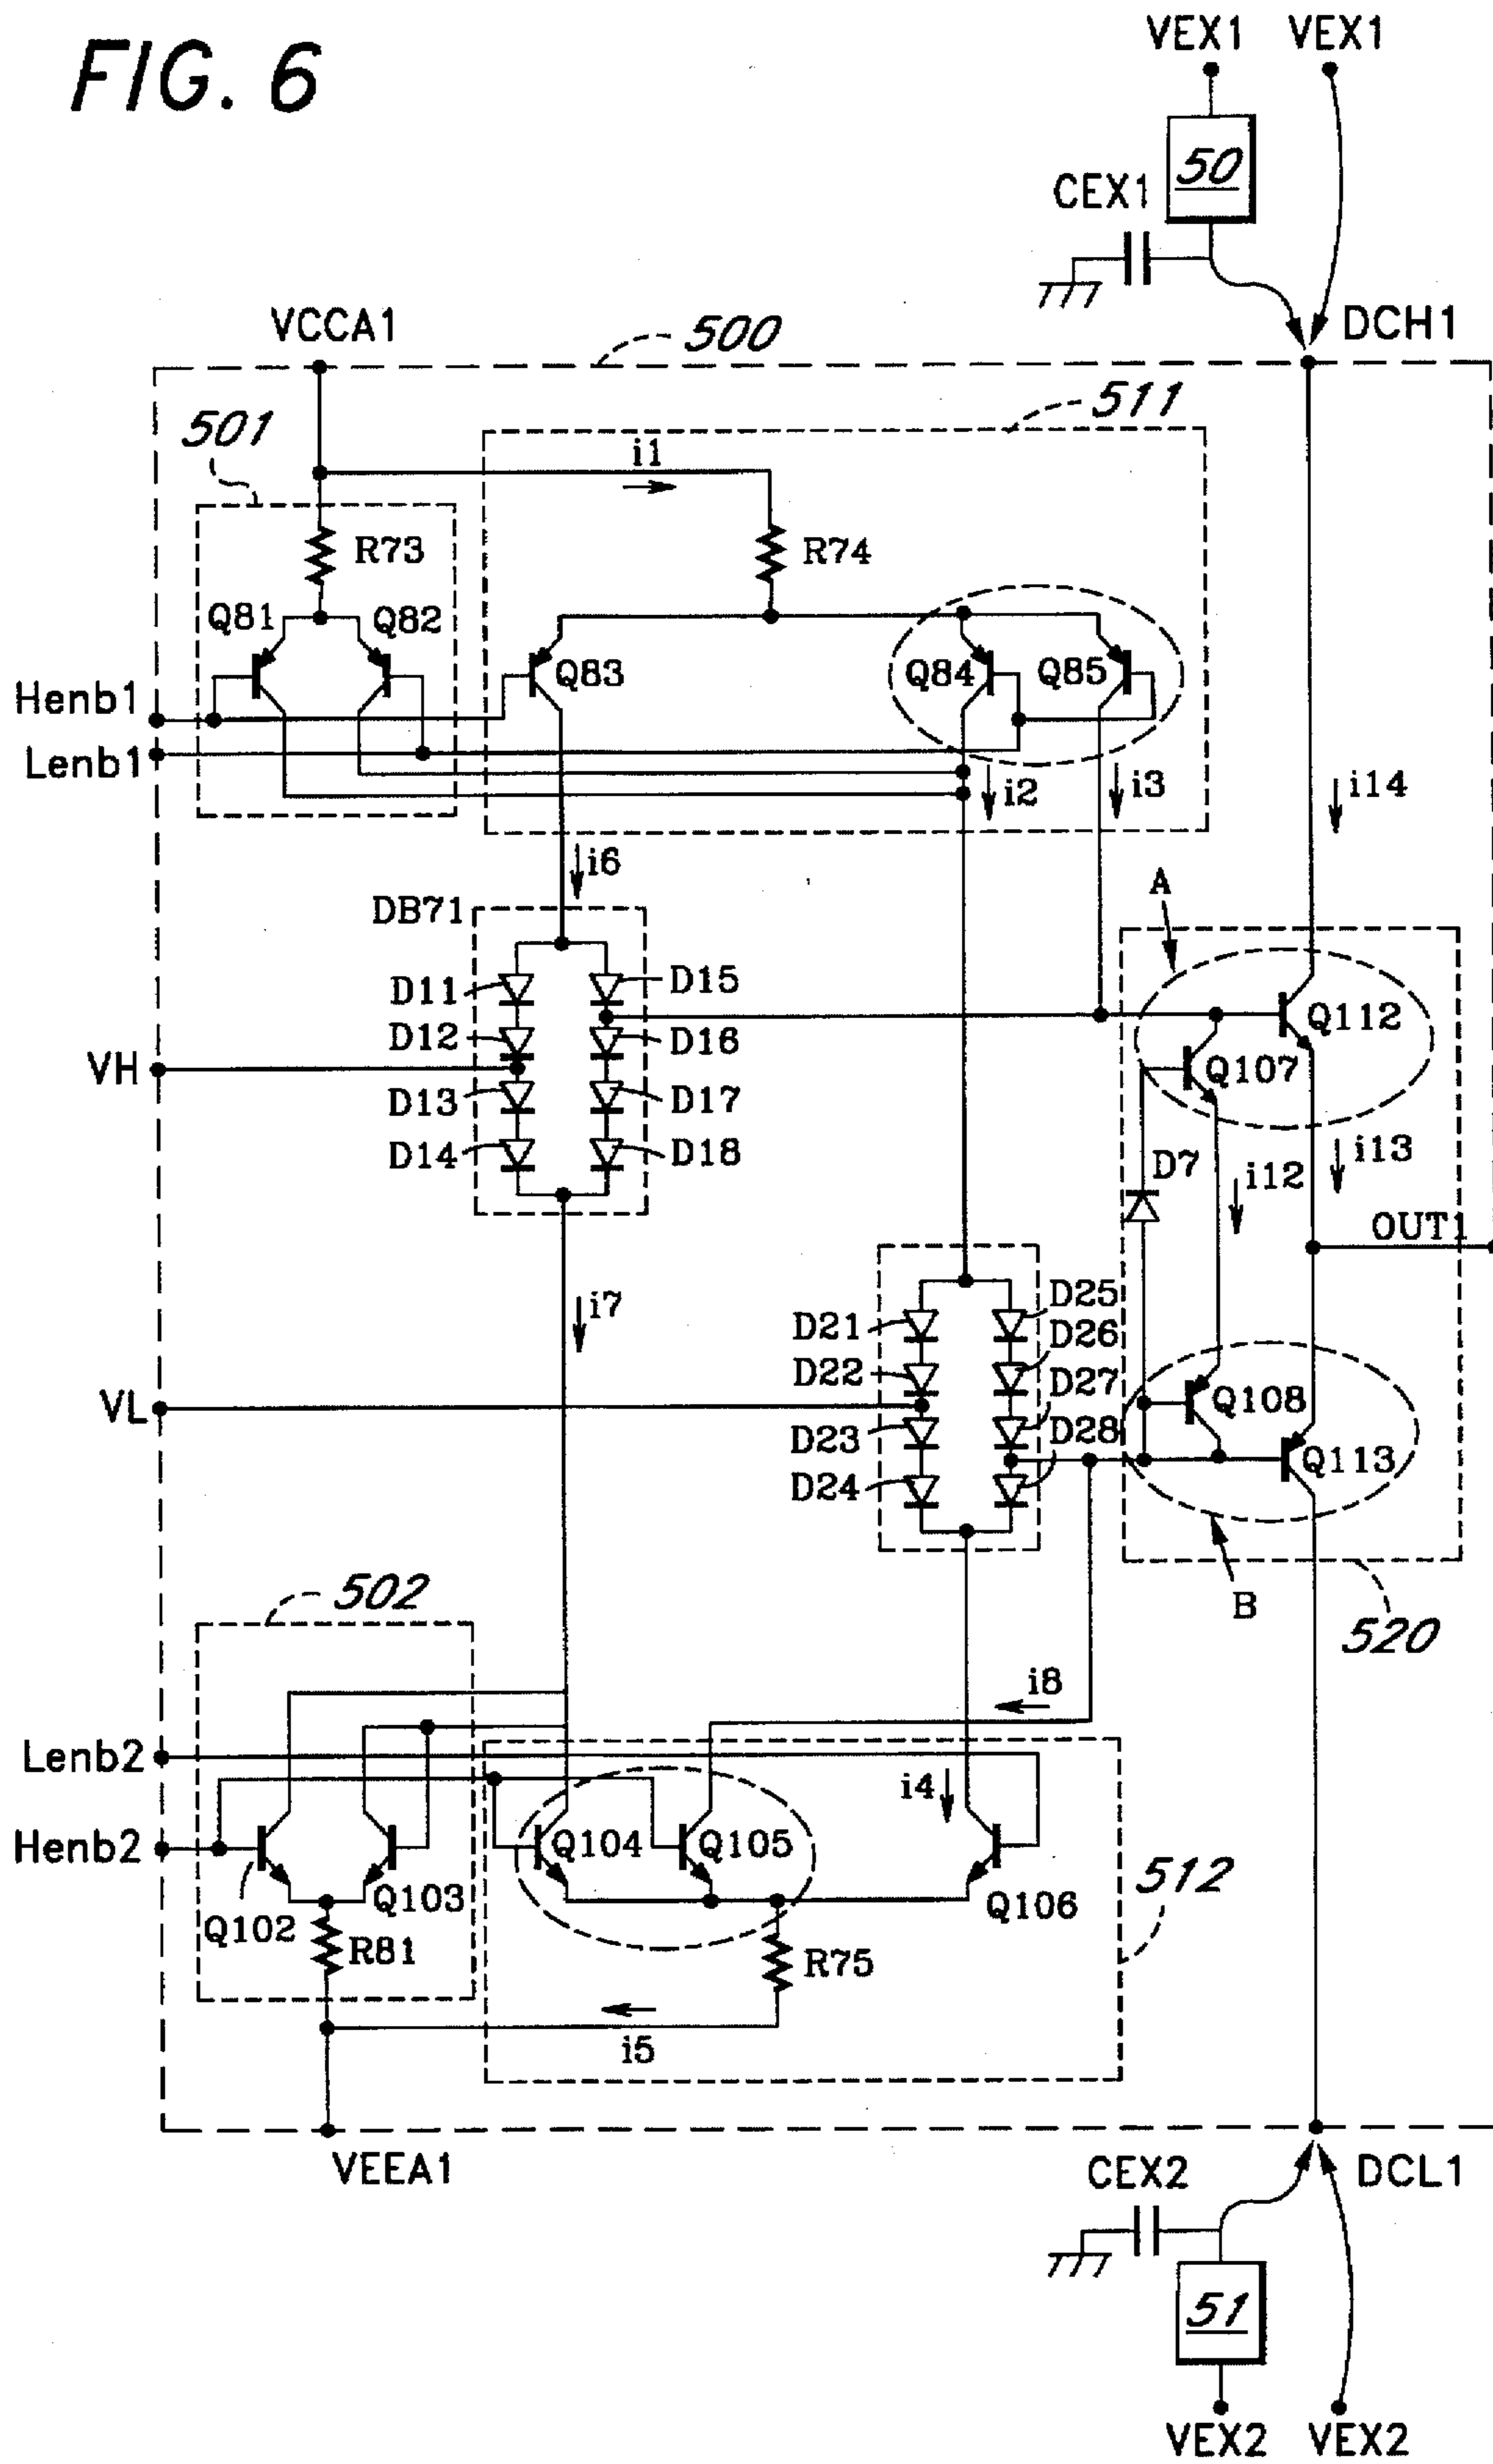 FIG. 6
VEX1 VEX1
50
CEX1
DCH1
VCCA1
500
501
511
i1
R73
R74
Q81
Q82
Q83
Q84
Q85
Henb1
Lenb1
i2
i3
i14
i6
DB71
A
D11
D15
D12
D16
Q112
VH
Q107
D13
D17
D14
D18
D7
i12
i13
OUT1
i7
D21
D25
D26
D22
D27
VL
Q108
D23
D28
D24
Q113
502
B
520
i8
Lenb2
i4
Henb2
Q104
Q105
512
Q103
Q106
Q102
R81
R75
i5
VEEA1
CEX2
DCL1
51
VEX2 VEX2